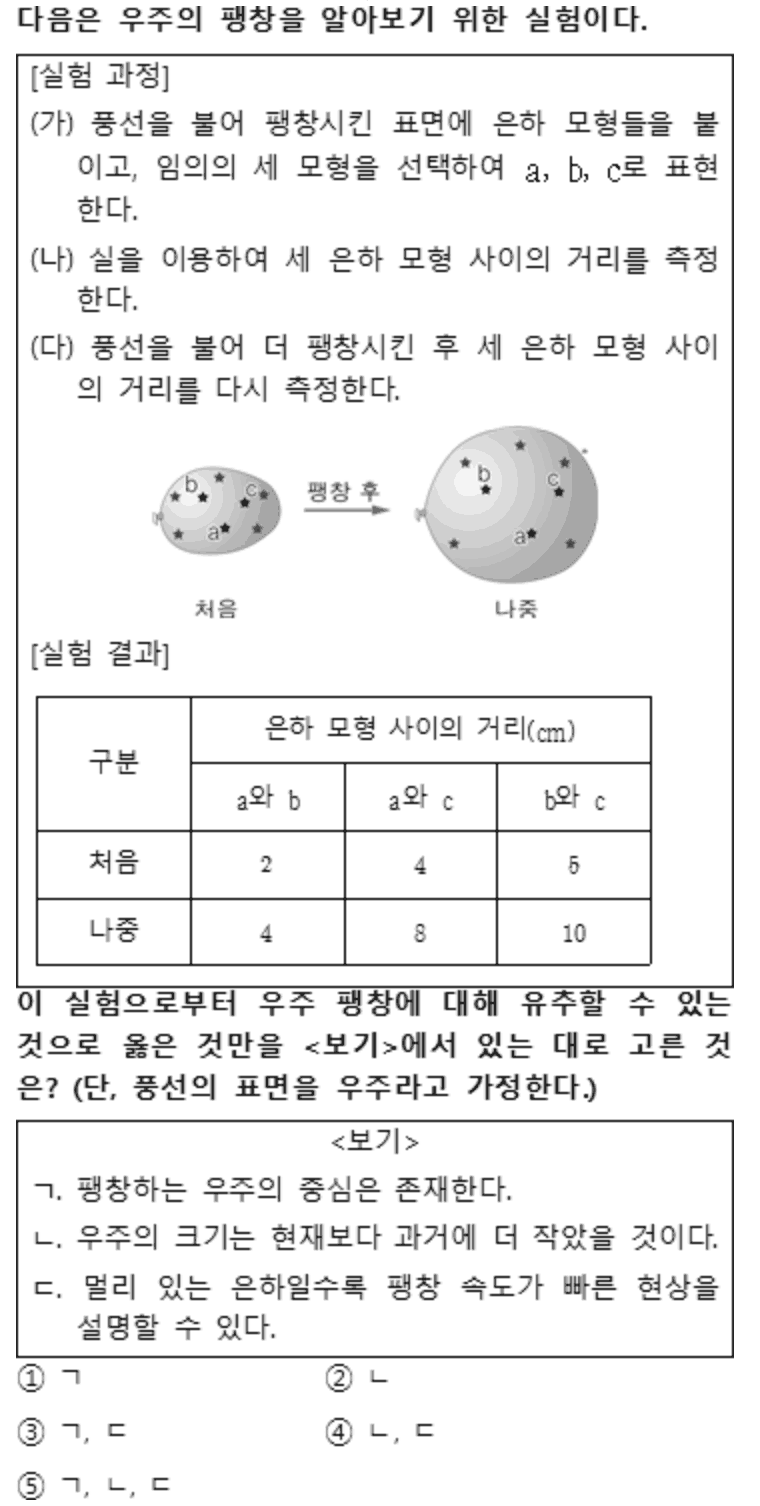 다음은 우주의 팽창을 알아보기 위한 실험이다.
[실험 과정]
(가) 풍선을 불어 팽창시킨 표면에 은하 모형들을 붙
이고, 임의의 세 모형을 선택하여 a, b, c로 표현
한다.
(나) 실을 이용하여 세 은하 모형 사이의 거리를 측정
한다.
(다) 풍선을 불어 더 팽창시킨 후 세 은하 모형 사이
의 거리를 다시 측정한다.
b c a
팽창 후
b c a
처음 나중
[실험 결과]
구분 은하 모형 사이의 거리(cm)
a와 b a와 c b와 c
처음 2 4 5
나중 4 8 10
이 실험으로부터 우주 팽창에 대해 유추할 수 있는
것으로 옳은 것만을 <보기>에서 있는 대로 고른 것
은? (단, 풍선의 표면을 우주라고 가정한다.)
<보기>
ㄱ. 팽창하는 우주의 중심은 존재한다.
ㄴ. 우주의 크기는 현재보다 과거에 더 작았을 것이다.
ㄷ. 멀리 있는 은하일수록 팽창 속도가 빠른 현상을
설명할 수 있다.
① ㄱ ② ㄴ
③ ㄱ, ㄷ ④ ㄴ, ㄷ
⑤ ㄱ, ㄴ, ㄷ